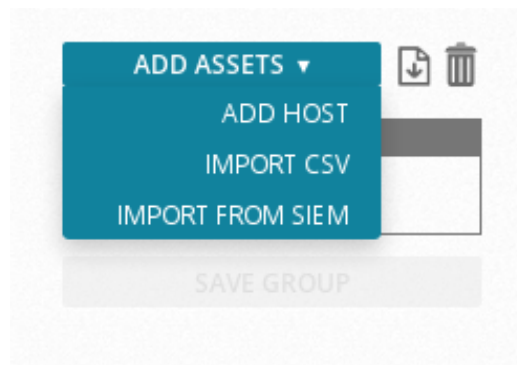 ADD ASSETS ▼
ADD HOST
IMPORT CSV
IMPORT FROM SIEM
SAVE GROUP